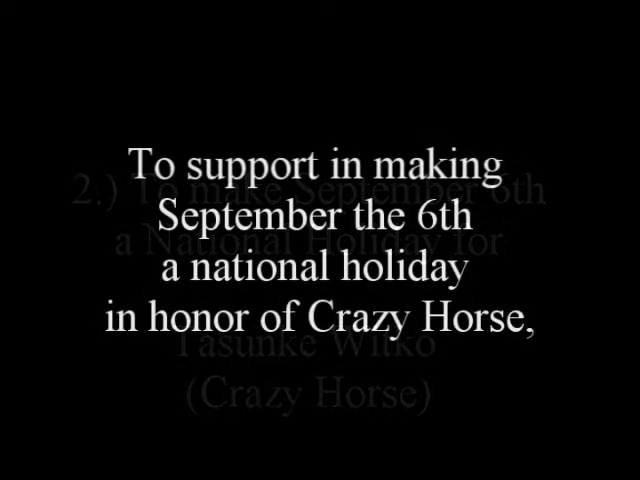 To support in making
September the 6th
a national holiday
in honor of Crazy Horse,
2.) To make September 6th
a National Holiday for
Tasunke Witko
(Crazy Horse)